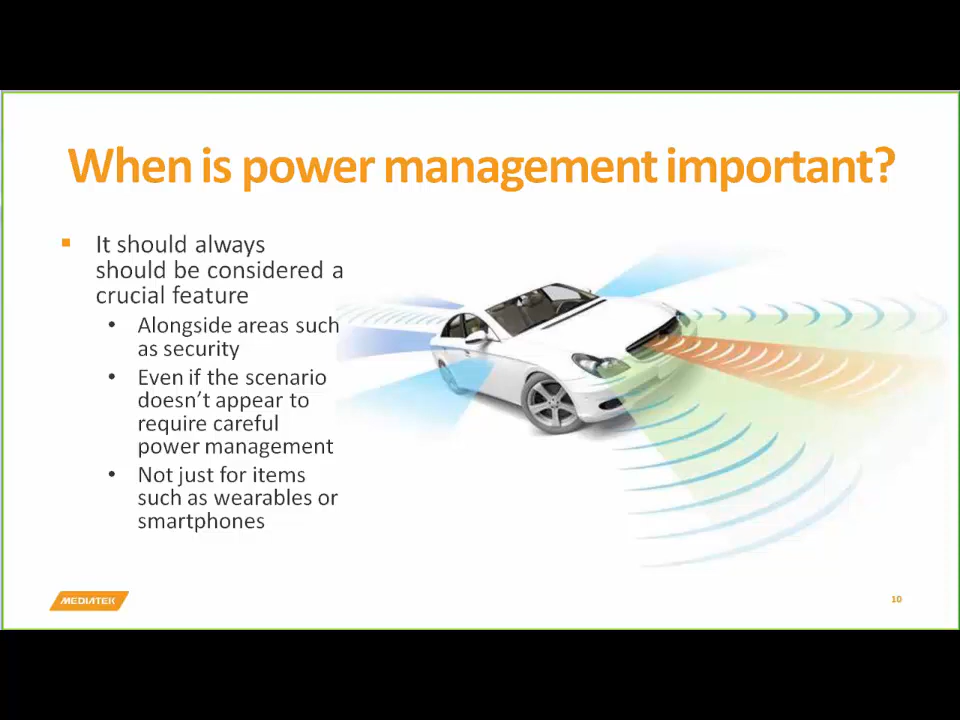 When is power management important?
▪ It should always
should be considered a
crucial feature
• Alongside areas such
as security
• Even if the scenario
doesn’t appear to
require careful
power management
• Not just for items
such as wearables or
smartphones
MEDIATEK
10